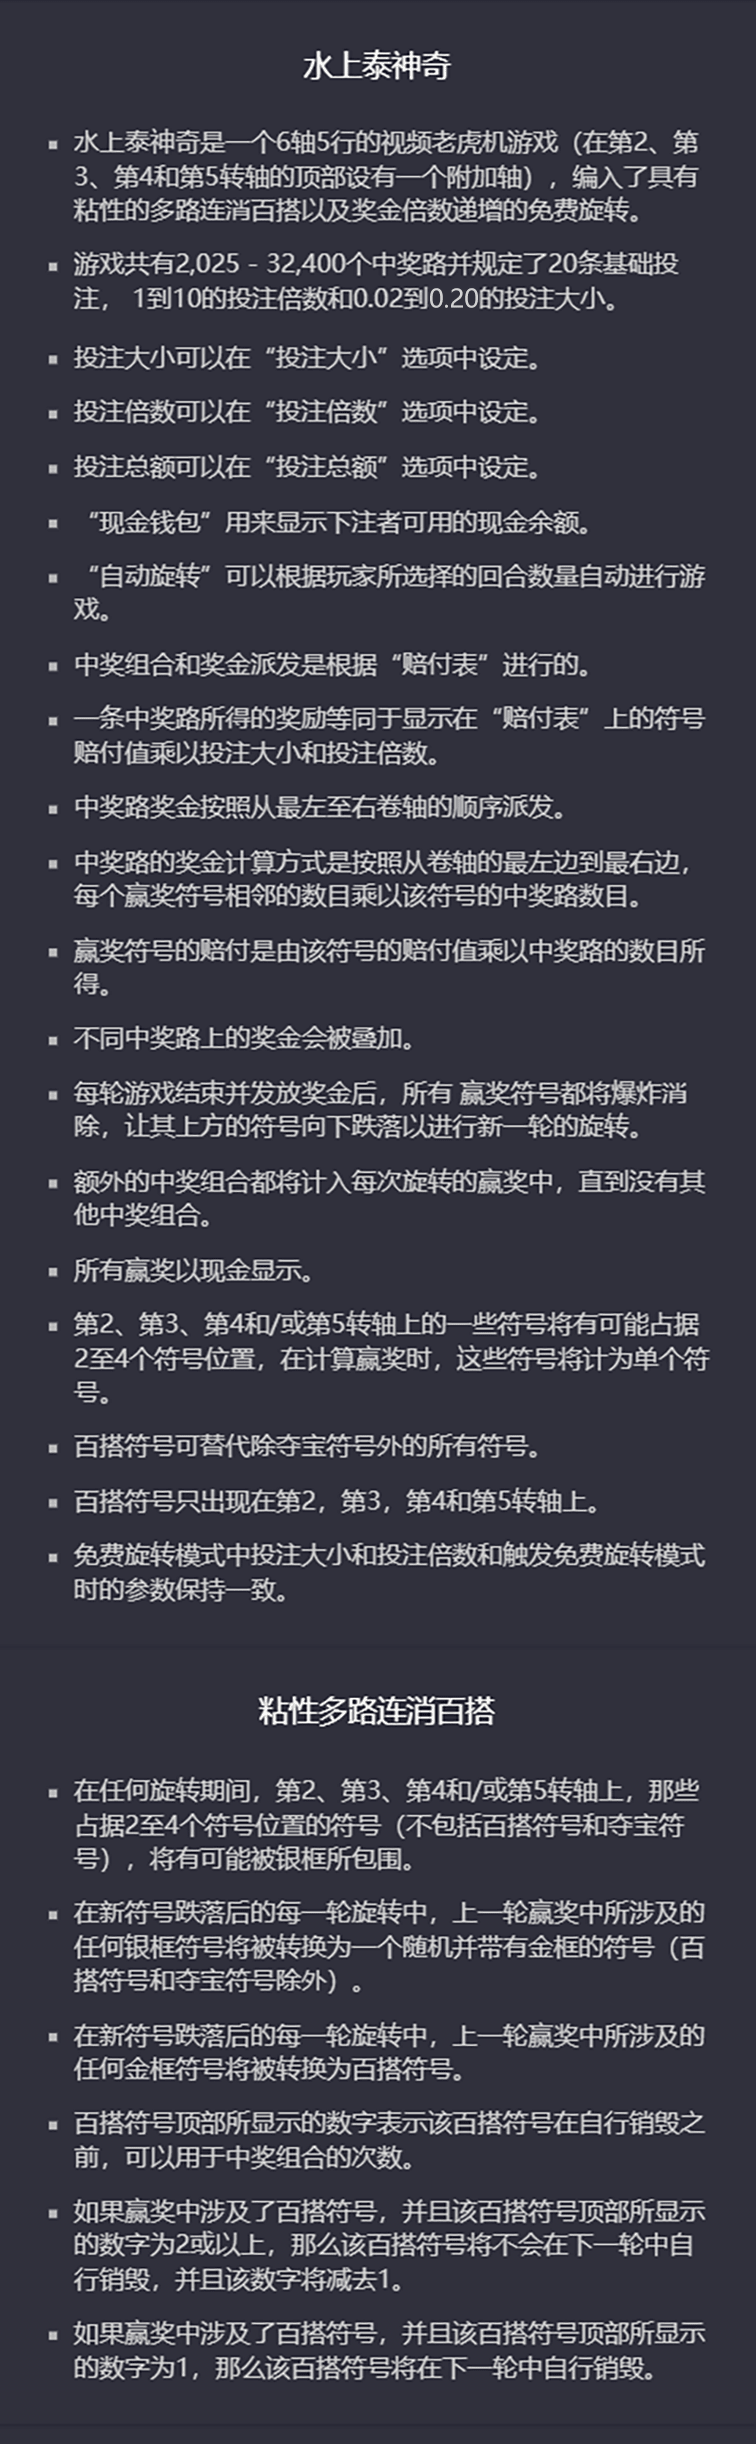 水上泰神奇
▪ 水上泰神奇是一个6轴5行的视频老虎机游戏（在第2、第
3、第4和第5转轴的顶部设有一个附加轴），编入了具有
粘性的多路连消百搭以及奖金倍数递增的免费旋转。
▪ 游戏共有2,025 - 32,400个中奖路并规定了20条基础投
注， 1到10的投注倍数和0.02到0.20的投注大小。
▪ 投注大小可以在“投注大小”选项中设定。
▪ 投注倍数可以在“投注倍数”选项中设定。
▪ 投注总额可以在“投注总额”选项中设定。
▪ “现金钱包”用来显示下注者可用的现金余额。
▪ “自动旋转”可以根据玩家所选择的回合数量自动进行游
戏。
▪ 中奖组合和奖金派发是根据“赔付表”进行的。
▪ 一条中奖路所得的奖励等同于显示在“赔付表“上的符号
赔付值乘以投注大小和投注倍数。
▪ 中奖路奖金按照从最左至右卷轴的顺序派发。
▪ 中奖路的奖金计算方式是按照从卷轴的最左边到最右边，
每个赢奖符号相邻的数目乘以该符号的中奖路数目。
▪ 赢奖符号的赔付是由该符号的赔付值乘以中奖路的数目所
得。
▪ 不同中奖路上的奖金会被叠加。
▪ 每轮游戏结束并发放奖金后，所有 赢奖符号都将爆炸消
除，让其上方的符号向下跌落以进行新一轮的旋转。
▪ 额外的中奖组合都将计入每次旋转的赢奖中，直到没有其
他中奖组合。
▪ 所有赢奖以现金显示。
▪ 第2、第3、第4和/或第5转轴上的一些符号将有可能占据
2至4个符号位置，在计算赢奖时，这些符号将计为单个符
号。
▪ 百搭符号可替代除夺宝符号外的所有符号。
▪ 百搭符号只出现在第2，第3，第4和第5转轴上。
▪ 免费旋转模式中投注大小和投注倍数和触发免费旋转模式
时的参数保持一致。
粘性多路连消百搭
▪ 在任何旋转期间，第2、第3、第4和/或第5转轴上，那些
占据2至4个符号位置的符号（不包括百搭符号和夺宝符
号），将有可能被银框所包围。
▪ 在新符号跌落后的每一轮旋转中，上一轮赢奖中所涉及的
任何银框符号将被转换为一个随机并带有金框的符号（百
搭符号和夺宝符号除外）。
▪ 在新符号跌落后的每一轮旋转中，上一轮赢奖中所涉及的
任何金框符号将被转换为百搭符号。
▪ 百搭符号顶部所显示的数字表示该百搭符号在自行销毁之
前，可以用于中奖组合的次数。
▪ 如果赢奖中涉及了百搭符号，并且该百搭符号顶部所显示
的数字为2或以上，那么该百搭符号将不会在下一轮中自
行销毁，并且该数字将减去1。
▪ 如果赢奖中涉及了百搭符号，并且该百搭符号顶部所显示
的数字为1，那么该百搭符号将在下一轮中自行销毁。